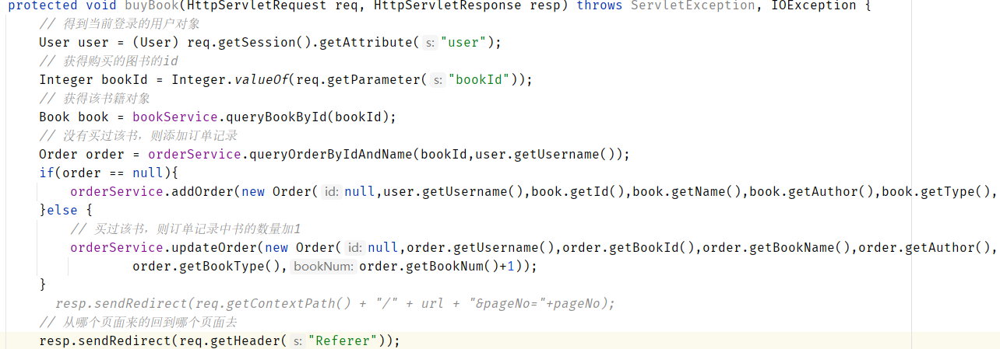 protected void buyBook(HttpServletRequest req, HttpServletResponse resp) throws ServletException, IOException {
// 得到当前登录的用户对象
User user = (User) req.getSession().getAttribute( s: "user");
// 获得购买的图书的id
Integer bookId = Integer.valueOf(req.getParameter( s: "bookId"));
// 获得该书籍对象
Book book = bookService.queryBookById(bookId);
// 没有买过该书，则添加订单记录
Order order = orderService.queryOrderByIdAndName(bookId,user.getUsername());
if(order == null){
orderService.addOrder(new Order( id: null,user.getUsername(),book.getId(),book.getName(),book.getAuthor(),book.getType(),
}else {
// 买过该书，则订单记录中书的数量加1
orderService.updateOrder(new Order( id: null,order.getUsername(),order.getBookId(),order.getBookName(),order.getAuthor(),
order.getBookType(), bookNum: order.getBookNum()+1));
}
resp.sendRedirect(req.getContextPath() + "/" + url + "&pageNo="+pageNo);
// 从哪个页面来的回到哪个页面去
resp.sendRedirect(req.getHeader( s: "Referer"));